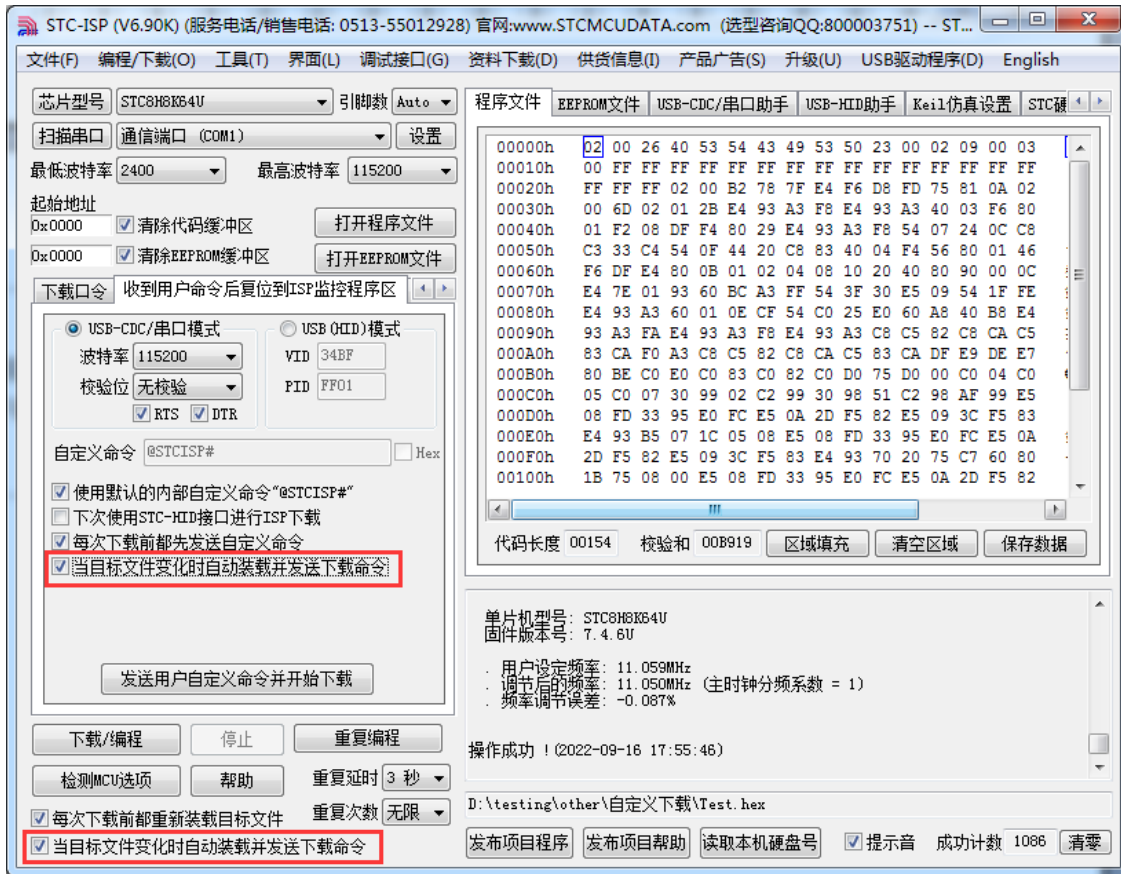 STC-ISP (V6.90K) (服务电话/销售电话: 0513-55012928) 官网:www.STCMCUDATA.com (选型咨询QQ:800003751) -- ST...
文件(F) 编程/下载(O) 工具(T) 界面(L) 调试接口(G) 资料下载(D) 供货信息(I) 产品广告(S) 升级(U) USB驱动程序(D) English
芯片型号 STC8H8K64U 引脚数 Auto
扫描串口 通信端口 (COM1) 设置
最低波特率 2400 最高波特率 115200
起始地址
0x0000 清除代码缓冲区 打开程序文件
0x0000 清除EEPROM缓冲区 打开EEPROM文件
下载口令 收到用户命令后复位到ISP监控程序区
USB-CDC/串口模式 USB(HID)模式
波特率 115200 VID 34BF
校验位 无校验 PID FF01
RTS DTR
自定义命令 @STCISP# Hex
使用默认的内部自定义命令"@STCISP#"
下次使用STC-HID接口进行ISP下载
每次下载前都先发送自定义命令
当目标文件变化时自动装载并发送下载命令
发送用户自定义命令并开始下载
下载/编程 停止 重复编程
检测MCU选项 帮助 重复延时 3 秒
每次下载前都重新装载目标文件 重复次数 无限
当目标文件变化时自动装载并发送下载命令
程序文件 EEPROM文件 USB-CDC/串口助手 USB-HID助手 Keil仿真设置 STC硬
00000h 02 00 26 40 53 54 43 49 53 50 23 00 02 09 00 03
00010h 00 FF FF FF FF FF FF FF FF FF FF FF FF FF FF FF
00020h FF FF FF 02 00 B2 78 7F E4 F6 D8 FD 75 81 0A 02
00030h 00 6D 02 01 2B E4 93 A3 F8 E4 93 A3 40 03 F6 80
00040h 01 F2 08 DF F4 80 29 E4 93 A3 F8 54 07 24 0C C8
00050h C3 33 C4 54 0F 44 20 C8 83 40 04 F4 56 80 01 46
00060h F6 DF E4 80 0B 01 02 04 08 10 20 40 80 90 00 0C
00070h E4 7E 01 93 60 BC A3 FF 54 3F 30 E5 09 54 1F FE
00080h E4 93 A3 60 01 0E CF 54 C0 25 E0 60 A8 40 B8 E4
00090h 93 A3 FA E4 93 A3 F8 E4 93 A3 C8 C5 82 C8 CA C5
000A0h 83 CA F0 A3 C8 C5 82 C8 CA C5 83 CA DF E9 DE E7
000B0h 80 BE C0 E0 C0 83 C0 82 C0 D0 75 D0 00 C0 04 C0
000C0h 05 C0 07 30 99 02 C2 99 30 98 51 C2 98 AF 99 E5
000D0h 08 FD 33 95 E0 FC E5 0A 2D F5 82 E5 09 3C F5 83
000E0h E4 93 B5 07 1C 05 08 E5 08 FD 33 95 E0 FC E5 0A
000F0h 2D F5 82 E5 09 3C F5 83 E4 93 70 20 75 C7 60 80
00100h 1B 75 08 00 E5 08 FD 33 95 E0 FC E5 0A 2D F5 82
代码长度 00154 校验和 00B919 区域填充 清空区域 保存数据
单片机型号: STC8H8K64U
固件版本号: 7.4.6U
. 用户设定频率: 11.059MHz
. 调节后的频率: 11.050MHz (主时钟分频系数 = 1)
. 频率调节误差: -0.087%
操作成功 !(2022-09-16 17:55:46)
D:\testing\other\自定义下载\Test.hex
发布项目程序 发布项目帮助 读取本机硬盘号 提示音 成功计数 1086 清零